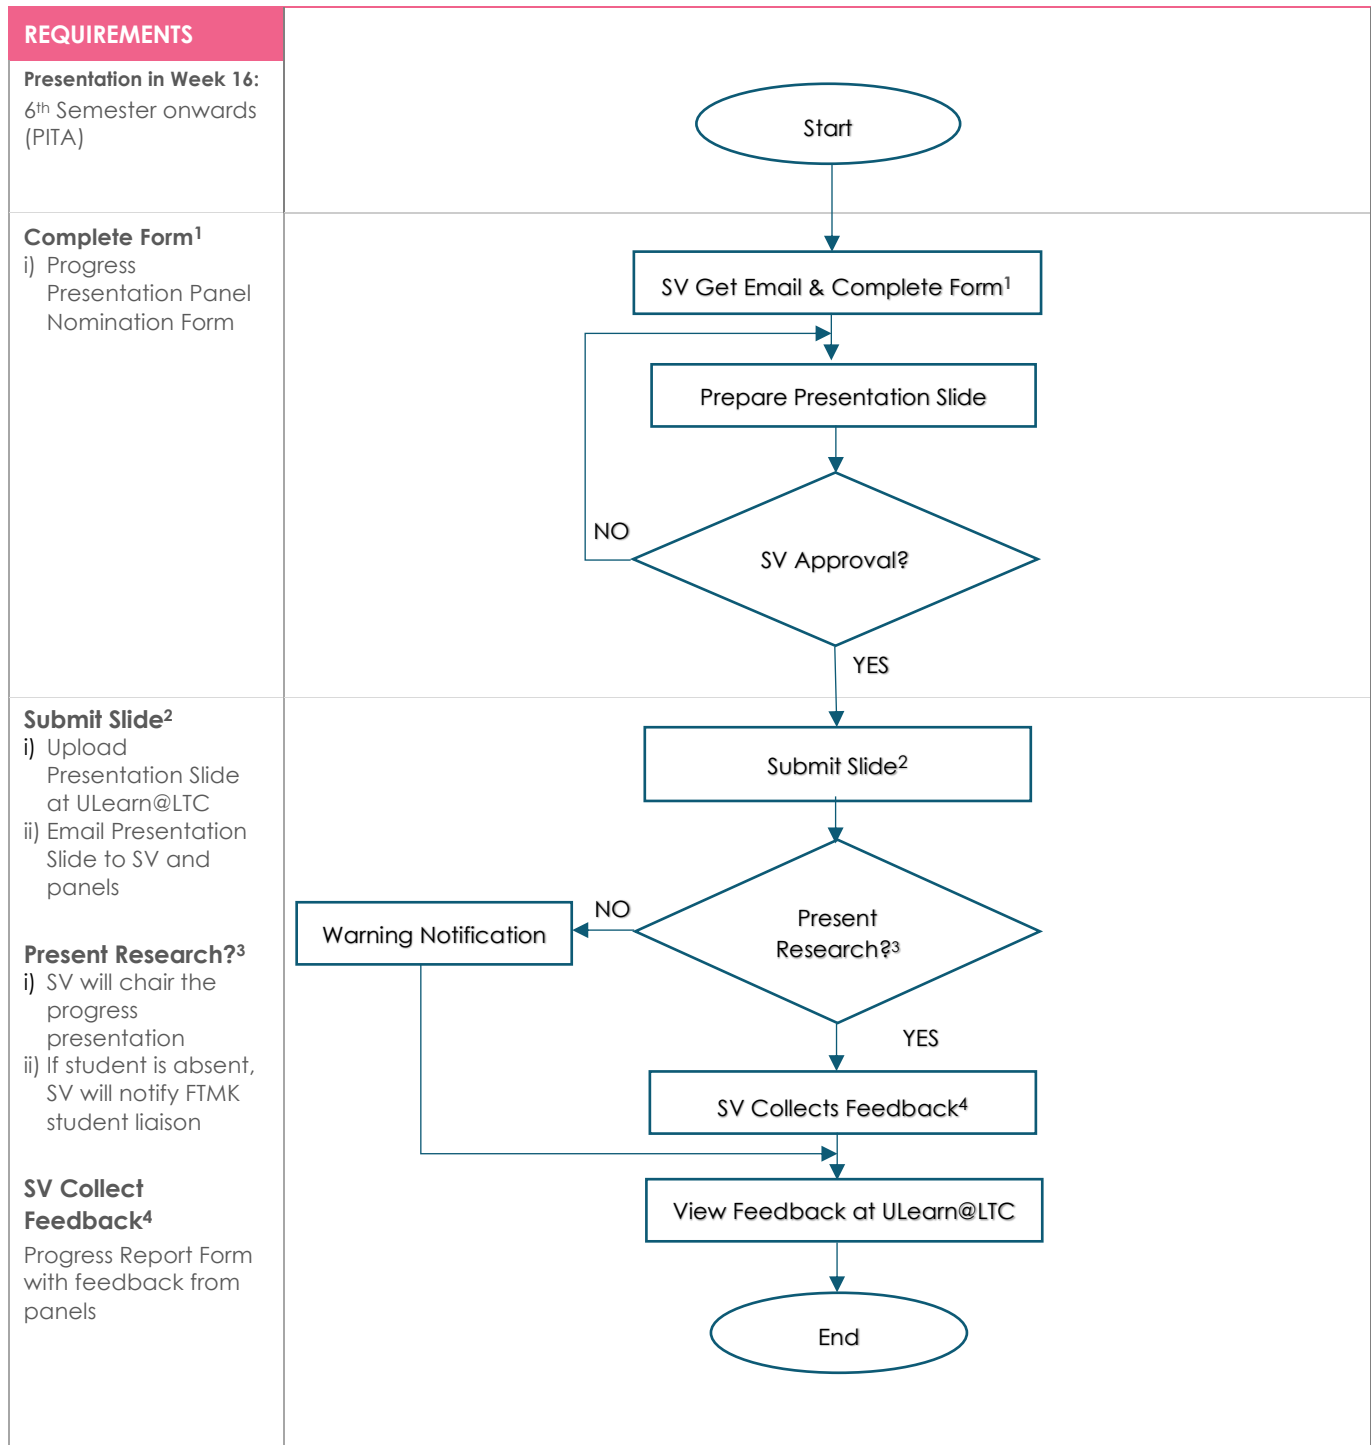 REQUIREMENTS
Presentation in Week 16:
6th Semester onwards
(PITA)
Start
Complete Form1
i) Progress
Presentation Panel
Nomination Form
SV Get Email & Complete Form1
Prepare Presentation Slide
NO
SV Approval?
YES
Submit Slide2
i) Upload
Presentation Slide
at ULearn@LTC
ii) Email Presentation
Slide to SV and
panels
Present Research?3
i) SV will chair the
progress
presentation
ii) If student is absent,
SV will notify FTMK
student liaison
SV Collect
Feedback4
Progress Report Form
with feedback from
panels
Submit Slide2
NO
Warning Notification
Present
Research?3
YES
SV Collects Feedback4
View Feedback at ULearn@LTC
End